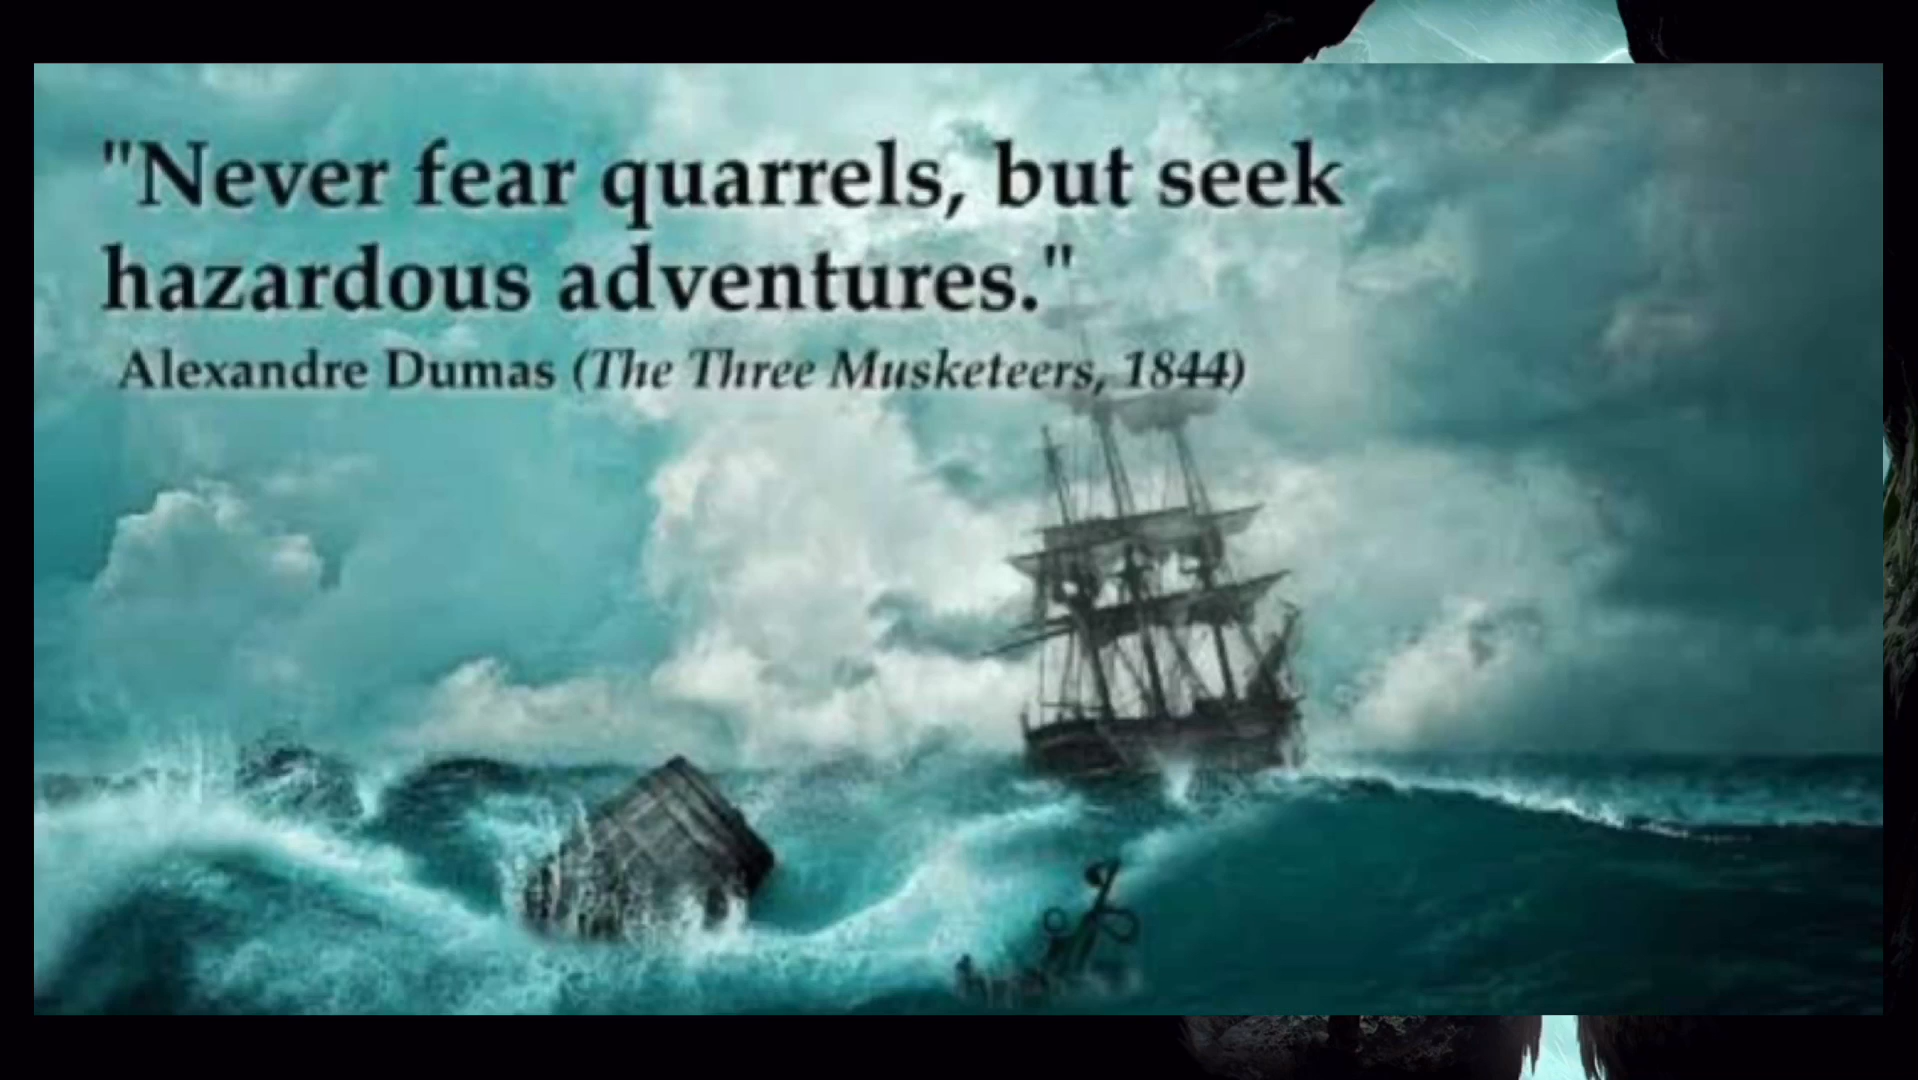 "Never fear quarrels, but seek
hazardous adventures."
Alexandre Dumas (The Three Musketeers, 1844)